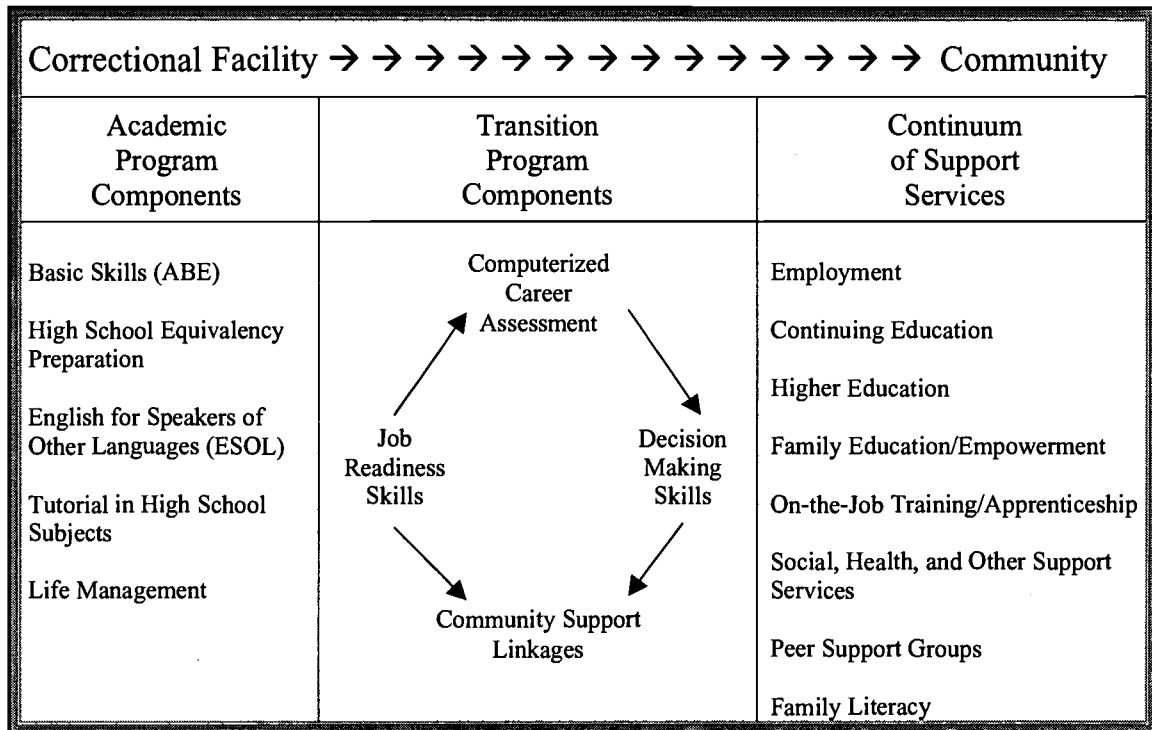 Correctional Facility → → → → → → → → → → → → → → Community
Academic
Program
Components
Transition
Program
Components
Continuum
of Support
Services
Basic Skills (ABE)
High School Equivalency
Preparation
English for Speakers of
Other Languages (ESOL)
Tutorial in High School
Subjects
Life Management
Computerized
Career
Assessment
Job
Readiness
Skills
Decision
Making
Skills
Community Support
Linkages
Employment
Continuing Education
Higher Education
Family Education/Empowerment
On-the-Job Training/Apprenticeship
Social, Health, and Other Support
Services
Peer Support Groups
Family Literacy